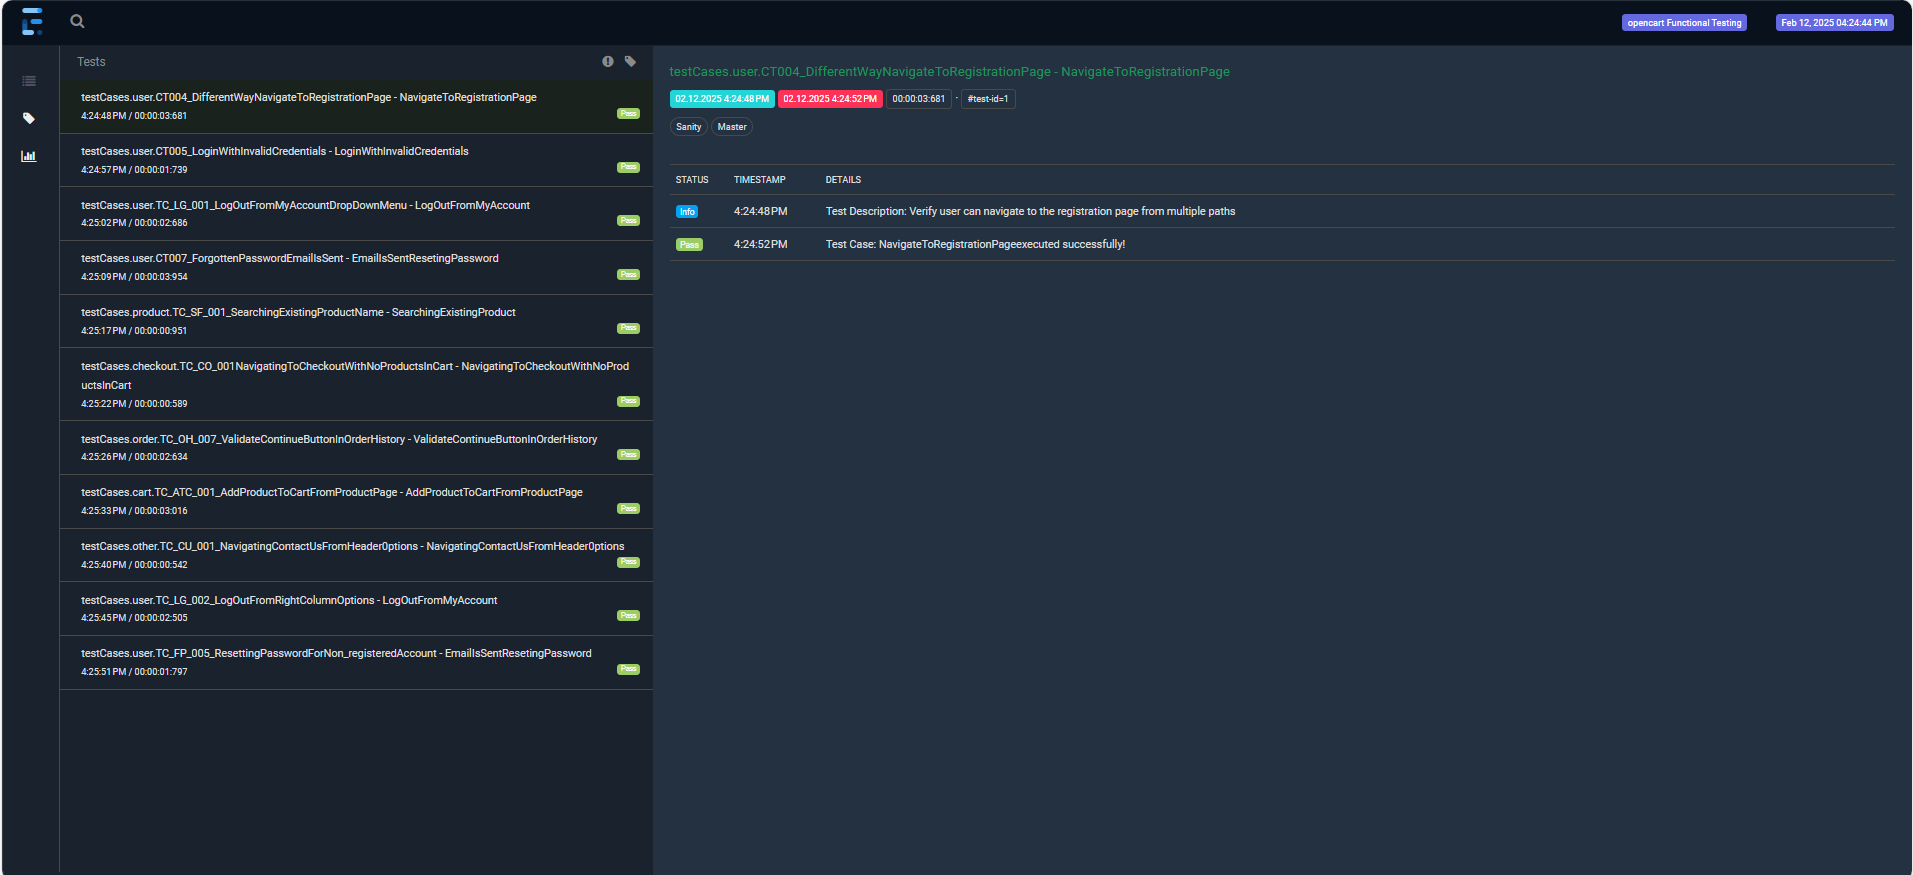 opencart Functional Testing
Feb 12, 2025 04:24:44 PM
Tests
testCases.user.CT004_DifferentWayNavigateToRegistrationPage - NavigateToRegistrationPage
4:24:48 PM / 00:00:03:681
Pass
testCases.user.CT005_LoginWithInvalidCredentials - LoginWithInvalidCredentials
4:24:57 PM / 00:00:01:739
Pass
testCases.user.TC_LG_001_LogOutFromMyAccountDropDownMenu - LogOutFromMyAccount
4:25:02 PM / 00:00:02:686
Pass
testCases.user.CT007_ForgottenPasswordEmailIsSent - EmailIsSentResetingPassword
4:25:09 PM / 00:00:03:954
Pass
testCases.product.TC_SF_001_SearchingExistingProductName - SearchingExistingProduct
4:25:17 PM / 00:00:00:951
Pass
testCases.checkout.TC_CO_001NavigatingToCheckoutWithNoProductsInCart - NavigatingToCheckoutWithNoProd
uctsInCart
4:25:22 PM / 00:00:00:589
Pass
testCases.order.TC_OH_007_ValidateContinueButtonInOrderHistory - ValidateContinueButtonInOrderHistory
4:25:26 PM / 00:00:02:634
Pass
testCases.cart.TC_ATC_001_AddProductToCartFromProductPage - AddProductToCartFromProductPage
4:25:33 PM / 00:00:03:016
Pass
testCases.other.TC_CU_001_NavigatingContactUsFromHeader0ptions - NavigatingContactUsFromHeader0ptions
4:25:40 PM / 00:00:00:542
Pass
testCases.user.TC_LG_002_LogOutFromRightColumnOptions - LogOutFromMyAccount
4:25:45 PM / 00:00:02:505
Pass
testCases.user.TC_FP_005_ResettingPasswordForNon_registeredAccount - EmailIsSentResetingPassword
4:25:51 PM / 00:00:01:797
Pass
testCases.user.CT004_DifferentWayNavigateToRegistrationPage - NavigateToRegistrationPage
02.12.2025 4:24:48 PM 02.12.2025 4:24:52 PM 00:00:03:681 · #test-id=1
Sanity Master
STATUS TIMESTAMP DETAILS
Info 4:24:48 PM Test Description: Verify user can navigate to the registration page from multiple paths
Pass 4:24:52 PM Test Case: NavigateToRegistrationPageexecuted successfully!